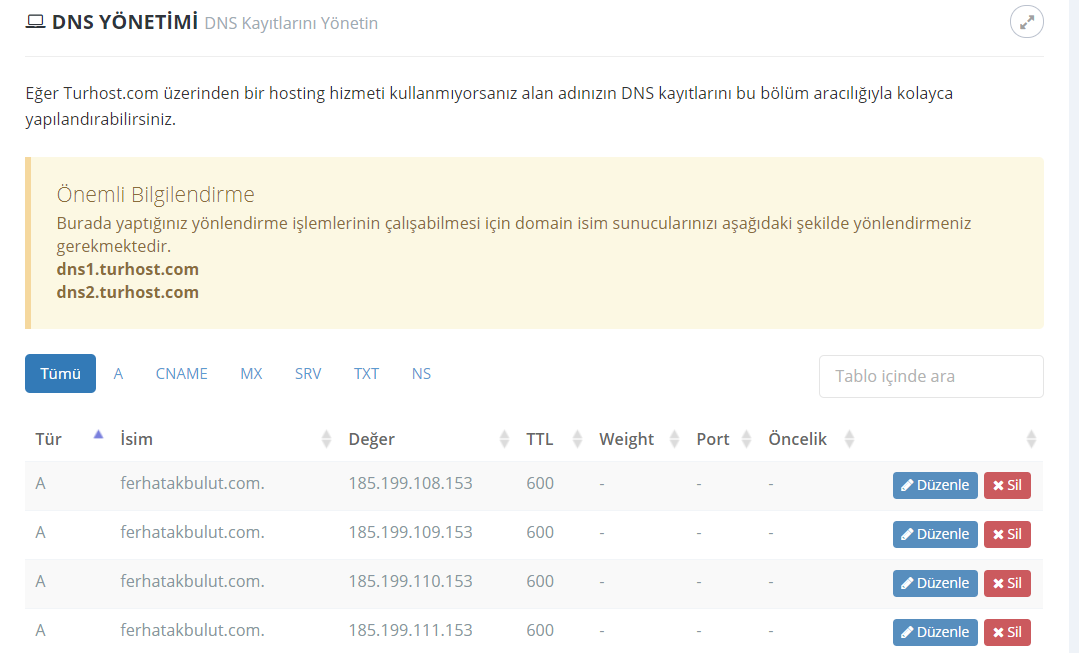 DNS YÖNETİMİ DNS Kayıtlarını Yönetin
Eğer Turhost.com üzerinden bir hosting hizmeti kullanmıyorsanız alan adınızın DNS kayıtlarını bu bölüm aracılığıyla kolayca
yapılandırabilirsiniz.
Önemli Bilgilendirme
Burada yaptığınız yönlendirme işlemlerinin çalışabilmesi için domain isim sunucularınızı aşağıdaki şekilde yönlendirmeniz
gerekmektedir.
dns1.turhost.com
dns2.turhost.com
Tümü A CNAME MX SRV TXT NS Tablo içinde ara
Tür İsim Değer TTL Weight Port Öncelik
A ferhatakbulut.com. 185.199.108.153 600 - - - Düzenle Sil
A ferhatakbulut.com. 185.199.109.153 600 - - - Düzenle Sil
A ferhatakbulut.com. 185.199.110.153 600 - - - Düzenle Sil
A ferhatakbulut.com. 185.199.111.153 600 - - - Düzenle Sil